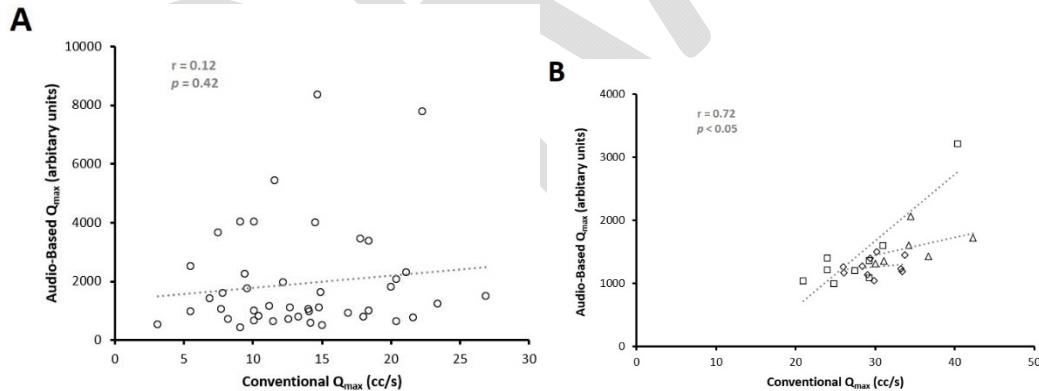 A
r = 0.12
p = 0.42
10000
8000
6000
4000
2000
0
Audio-Based Qmax (arbitary units)
0 5 10 15 20 25 30
Conventional Qmax (cc/s)
B
r = 0.72
p < 0.05
4000
3000
2000
1000
0
Audio-Based Qmax (arbitary units)
0 10 20 30 40 50
Conventional Qmax (cc/s)